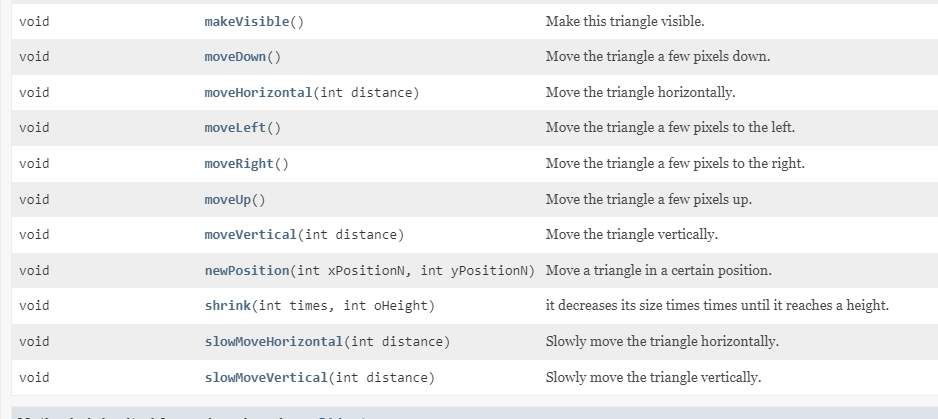 void makeVisible() Make this triangle visible.
void moveDown() Move the triangle a few pixels down.
void moveHorizontal(int distance) Move the triangle horizontally.
void moveLeft() Move the triangle a few pixels to the left.
void moveRight() Move the triangle a few pixels to the right.
void moveUp() Move the triangle a few pixels up.
void moveVertical(int distance) Move the triangle vertically.
void newPosition(int xPositionN, int yPositionN) Move a triangle in a certain position.
void shrink(int times, int oHeight) it decreases its size times times until it reaches a height.
void slowMoveHorizontal(int distance) Slowly move the triangle horizontally.
void slowMoveVertical(int distance) Slowly move the triangle vertically.